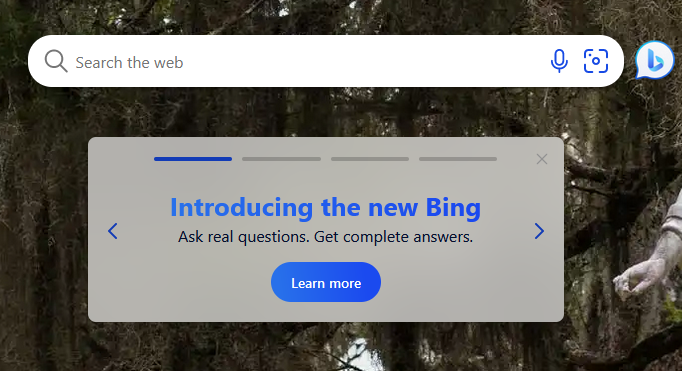 Search the web
Introducing the new Bing
Ask real questions. Get complete answers.
Learn more